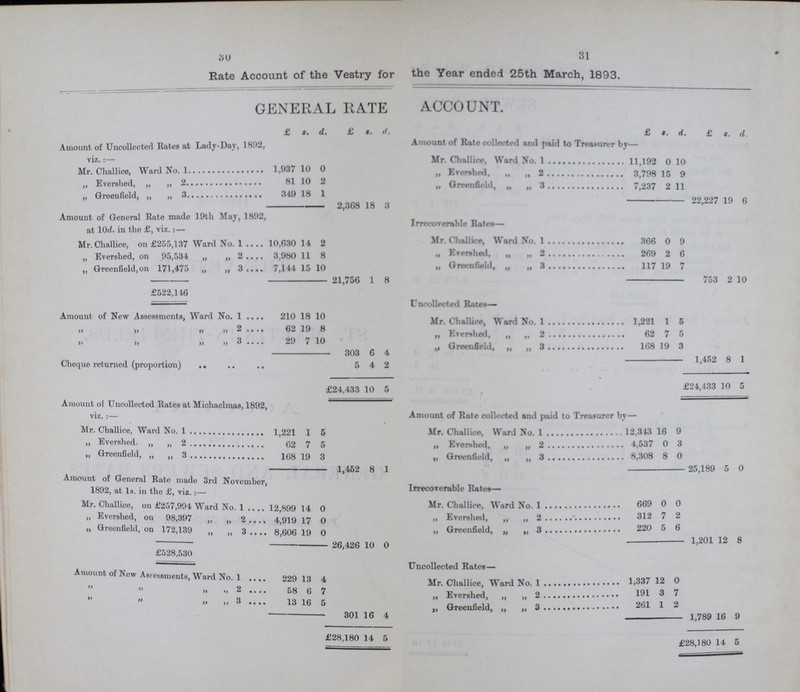 30
Rate Account of the Vestry for
GENERAL RATE
£ s. d. £ s. d.
Amount of Uncollected Rates at Lady-Day, 1892,
viz. :—
Mr. Challice, Ward No. 1 ................ 1,937 10 0
„ Evershed, „ „ 2 ................ 81 10 2
„ Greenfield, „ „ 3 ................ 349 18 1
2,368 18 3
Amount of General Rate made 19th May, 1892,
at 10d. in the £, viz. :—
Mr. Challice, on £255,137 Ward No. 1 .... 10,630 14 2
„ Evershed, on 95,534 „ „ 2 .... 3,980 11 8
„ Greenfield, on 171,475 „ „ 3 .... 7,144 15 10
21,756 1 8
£522,146
Amount of New Assessments, Ward No. 1 .... 210 18 10
„ „ „ „ 2 .... 62 19 8
„ „ „ „ 3 .... 29 7 10
303 6 4
Cheque returned (proportion) .. .. .. 5 4 2
£24,433 10 5
Amount of Uncollected Rates at Michaelmas, 1892,
viz. :—
Mr. Challice, Ward No. 1 ................ 1,221 1 5
„ Evershed. „ „ 2 ................ 62 7 5
„ Greenfield, „ „ 3 ................ 168 19 3
1,452 8 1
Amount of General Rate made 3rd November,
1892, at 1s. in the £, viz. :—
Mr. Challice, on £257,994 Ward No. 1 .... 12,899 14 0
„ Evershed, on 98,397 „ „ 2 .... 4,919 17 0
„ Greenfield, on 172,139 „ „ 3 .... 8,606 19 0
26,426 10 0
£528,530
Amount of New Assessments, Ward No. 1 .... 229 13 4
„ „ „ „ 2 .... 58 6 7
„ „ „ „ 3 .... 13 16 5
301 16 4
£28,180 14 5
31
the Year ended 25th March, 1893.
ACCOUNT.
£ s. d. £ s. d.
Amount of Rate collected and paid to Treasurer by—
Mr. Challice, Ward No. 1 ................ 11,192 0 10
„ Evershed, „ „ 2 ................ 3,798 15 9
„ Greenfield, „ „ 3 ................ 7,237 2 11
22,227 19 6
Irrecoverable Rates—
Mr. Challice, Ward No. 1 ................ 366 0 9
„ Evershed, „ „ 2 ................ 269 2 6
„ Greenfield, „ „ 3 ................ 117 19 7
753 2 10
Uncollected Rates—
Mr. Challice, Ward No. 1 ................ 1,221 1 5
„ Evershed, „ „ 2 ................ 62 7 5
„ Greenfield, „ „ 3 ................ 168 19 3
1,452 8 1
£24,433 10 5
Amount of Rate collected and paid to Treasurer by—
Mr. Challice, Ward No. 1 ................ 12,343 16 9
„ Evershed, „ „ 2 ................ 4,537 0 3
„ Greenfield, „ „ 3 ................ 8,308 8 0
25,189 5 0
Irrecoverable Rates—
Mr. Challice, Ward No. 1 ................ 669 0 0
„ Evershed, „ „ 2 ................ 312 7 2
„ Greenfield, „ „ 3 ................ 220 5 6
1,201 12 8
Uncollected Rates—
Mr. Challice, Ward No. 1 ................ 1,337 12 0
„ Evershed, „ „ 2 ................ 191 3 7
„ Greenfield, „ „ 3 ................ 261 1 2
1,789 16 9
£28,180 14 5